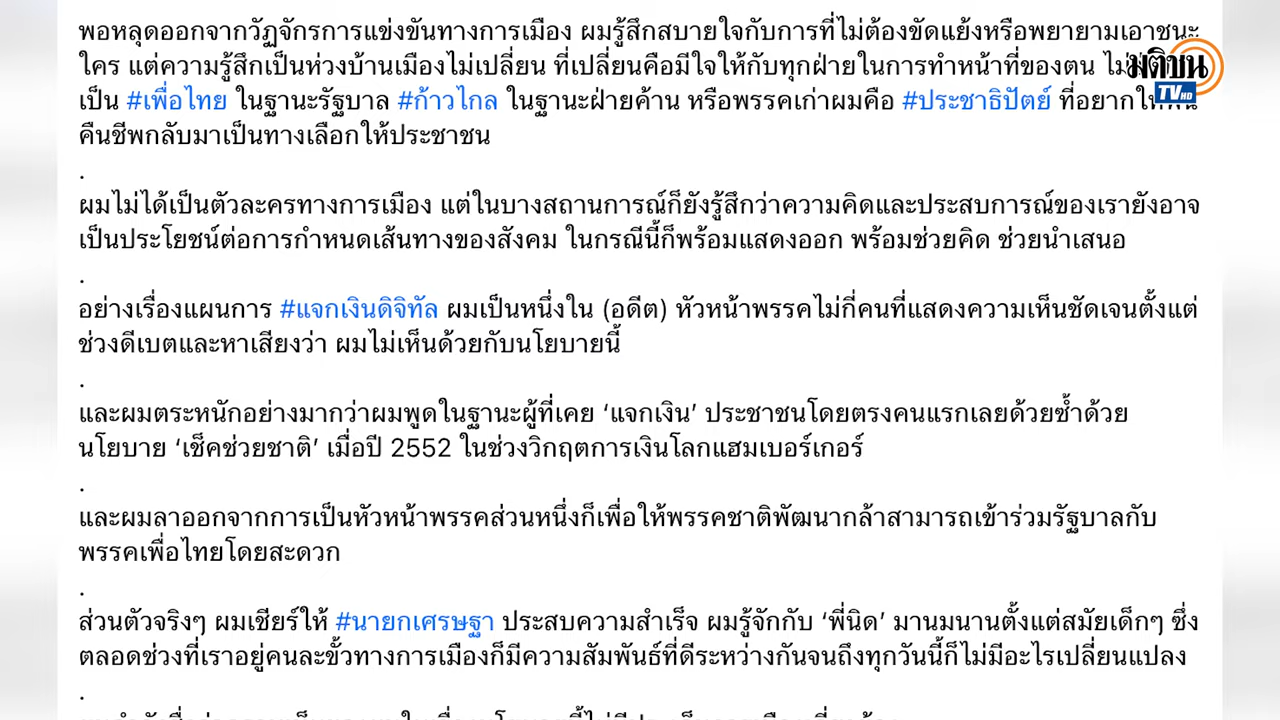 พอหลุดออกจากวัฏจักรการแข่งขันทางการเมือง ผมรู้สึกสบายใจกับการที่ไม่ต้องขัดแย้งหรือพยายามเอาชนะ
ใคร แต่ความรู้สึกเป็นห่วงบ้านเมืองไม่เปลี่ยน ที่เปลี่ยนคือมีใจให้กับทุกฝ่ายในการทำหน้าที่ของตน
มติชน
TV HD
เป็น #เพื่อไทย ในฐานะรัฐบาล #ก้าวไกล ในฐานะฝ่ายค้าน หรือพรรคเก่าผมคือ #ประชาธิปัตย์ ที่อยาก
คืนชีพกลับมาเป็นทางเลือกให้ประชาชน
.
ผมไม่ได้เป็นตัวละครทางการเมือง แต่ในบางสถานการณ์ก็ยังรู้สึกว่าความคิดและประสบการณ์ของเรายังอาจ
เป็นประโยชน์ต่อการกำหนดเส้นทางของสังคม ในกรณีนี้ก็พร้อมแสดงออก พร้อมช่วยคิด ช่วยนำเสนอ
.
อย่างเรื่องแผนการ #แจกเงินดิจิทัล ผมเป็นหนึ่งใน (อดีต) หัวหน้าพรรคไม่กี่คนที่แสดงความเห็นชัดเจนตั้งแต่
ช่วงดีเบตและหาเสียงว่า ผมไม่เห็นด้วยกับนโยบายนี้
.
และผมตระหนักอย่างมากว่าผมพูดในฐานะผู้ที่เคย ‘แจกเงิน’ ประชาชนโดยตรงคนแรกเลยด้วยซ้ำด้วย
นโยบาย ‘เช็คช่วยชาติ’ เมื่อปี 2552 ในช่วงวิกฤตการเงินโลกแฮมเบอร์เกอร์
.
และผมลาออกจากการเป็นหัวหน้าพรรคส่วนหนึ่งก็เพื่อให้พรรคชาติพัฒนากล้าสามารถเข้าร่วมรัฐบาลกับ
พรรคเพื่อไทยโดยสะดวก
.
ส่วนตัวจริงๆ ผมเชียร์ให้ #นายกเศรษฐา ประสบความสำเร็จ ผมรู้จักกับ ‘พี่นิด’ มานมนานตั้งแต่สมัยเด็กๆ ซึ่ง
ตลอดช่วงที่เราอยู่คนละขั้วทางการเมืองก็มีความสัมพันธ์ที่ดีระหว่างกันจนถึงทุกวันนี้ก็ไม่มีอะไรเปลี่ยนแปลง
.